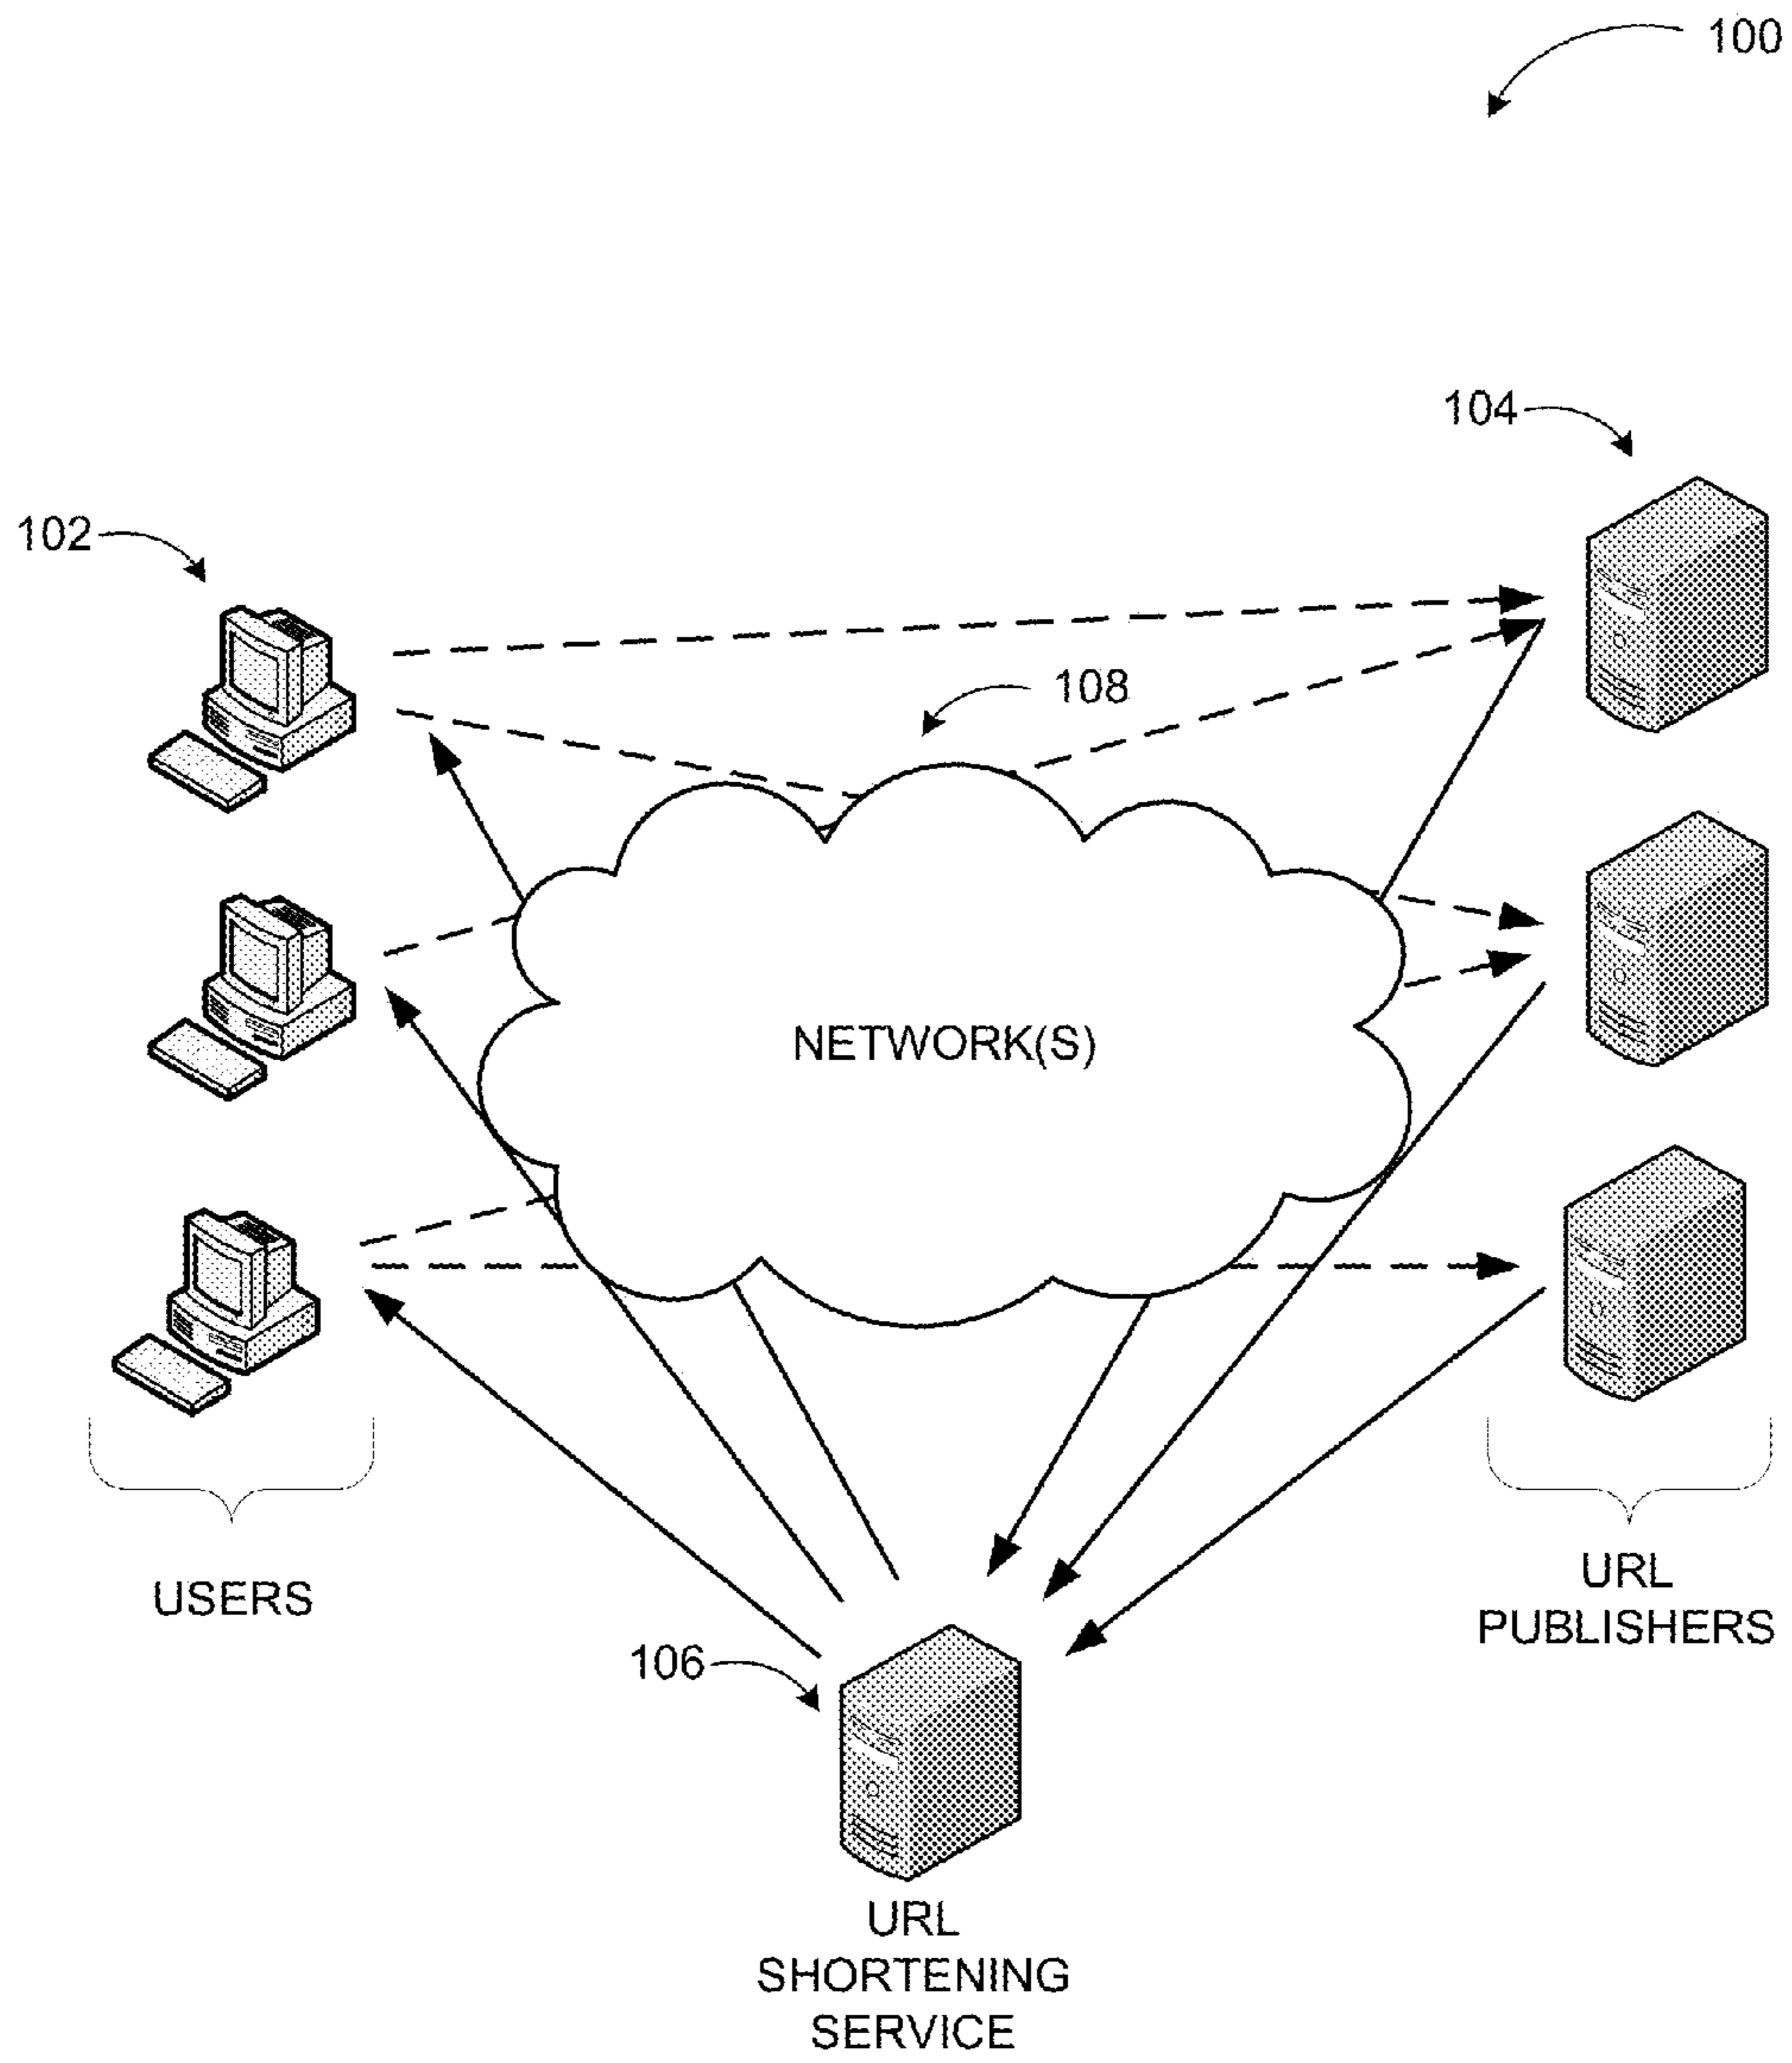 100
104
102
108
NETWORK(S)
USERS
URL
PUBLISHERS
106
URL
SHORTENING
SERVICE